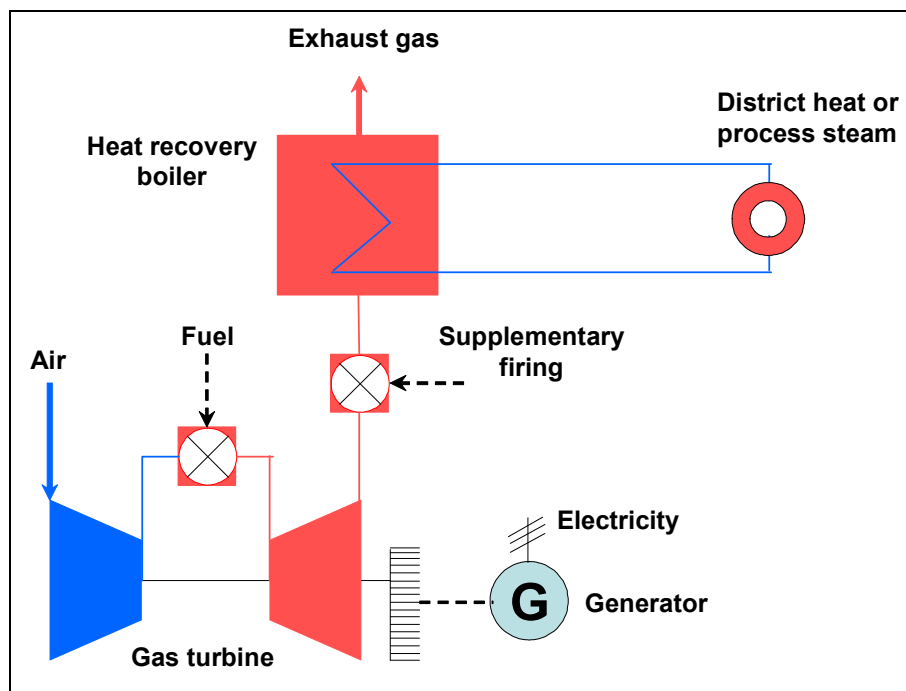 Exhaust gas
District heat or
process steam
Heat recovery
boiler
Fuel
Supplementary
firing
Air
Electricity
G
Generator
Gas turbine